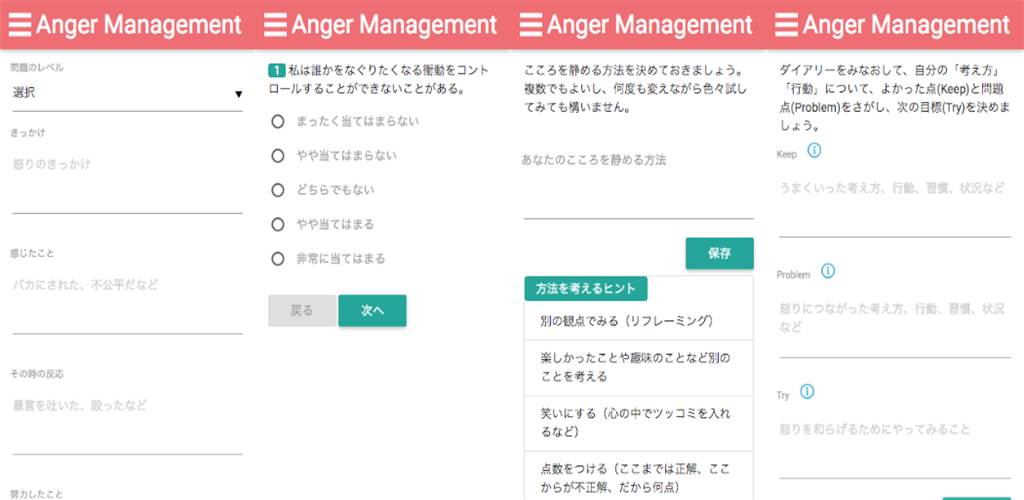 Anger Management
問題のレベル
選択
きっかけ
怒りのきっかけ
感じたこと
バカにされた、不公平だなど
その時の反応
暴言を吐いた、殴ったなど
努力したこと
Anger Management
1 私は誰かをなぐりたくなる衝動をコント
ロールすることができないことがある。
まったく当てはまらない
やや当てはまらない
どちらでもない
やや当てはまる
非常に当てはまる
戻る
次へ
Anger Management
こころを静める方法を決めておきましょう。
複数でもよいし、何度も変えながら色々試し
てみても構いません。
あなたのこころを静める方法
保存
方法を考えるヒント
別の観点でみる（リフレーミング）
楽しかったことや趣味のことなど別の
ことを考える
笑いにする（心の中でツッコミを入れ
るなど）
点数をつける（ここまでは正解、ここ
からが不正解、だから何点）
Anger Management
ダイアリーをみなおして、自分の「考え方」
「行動」について、よかった点(Keep)と問題
点(Problem)をさがし、次の目標(Try)を決めま
しょう。
Keep
うまくいった考え方、行動、習慣、状況など
Problem
怒りにつながった考え方、行動、習慣、状況
など
Try
怒りを和らげるためにやってみること